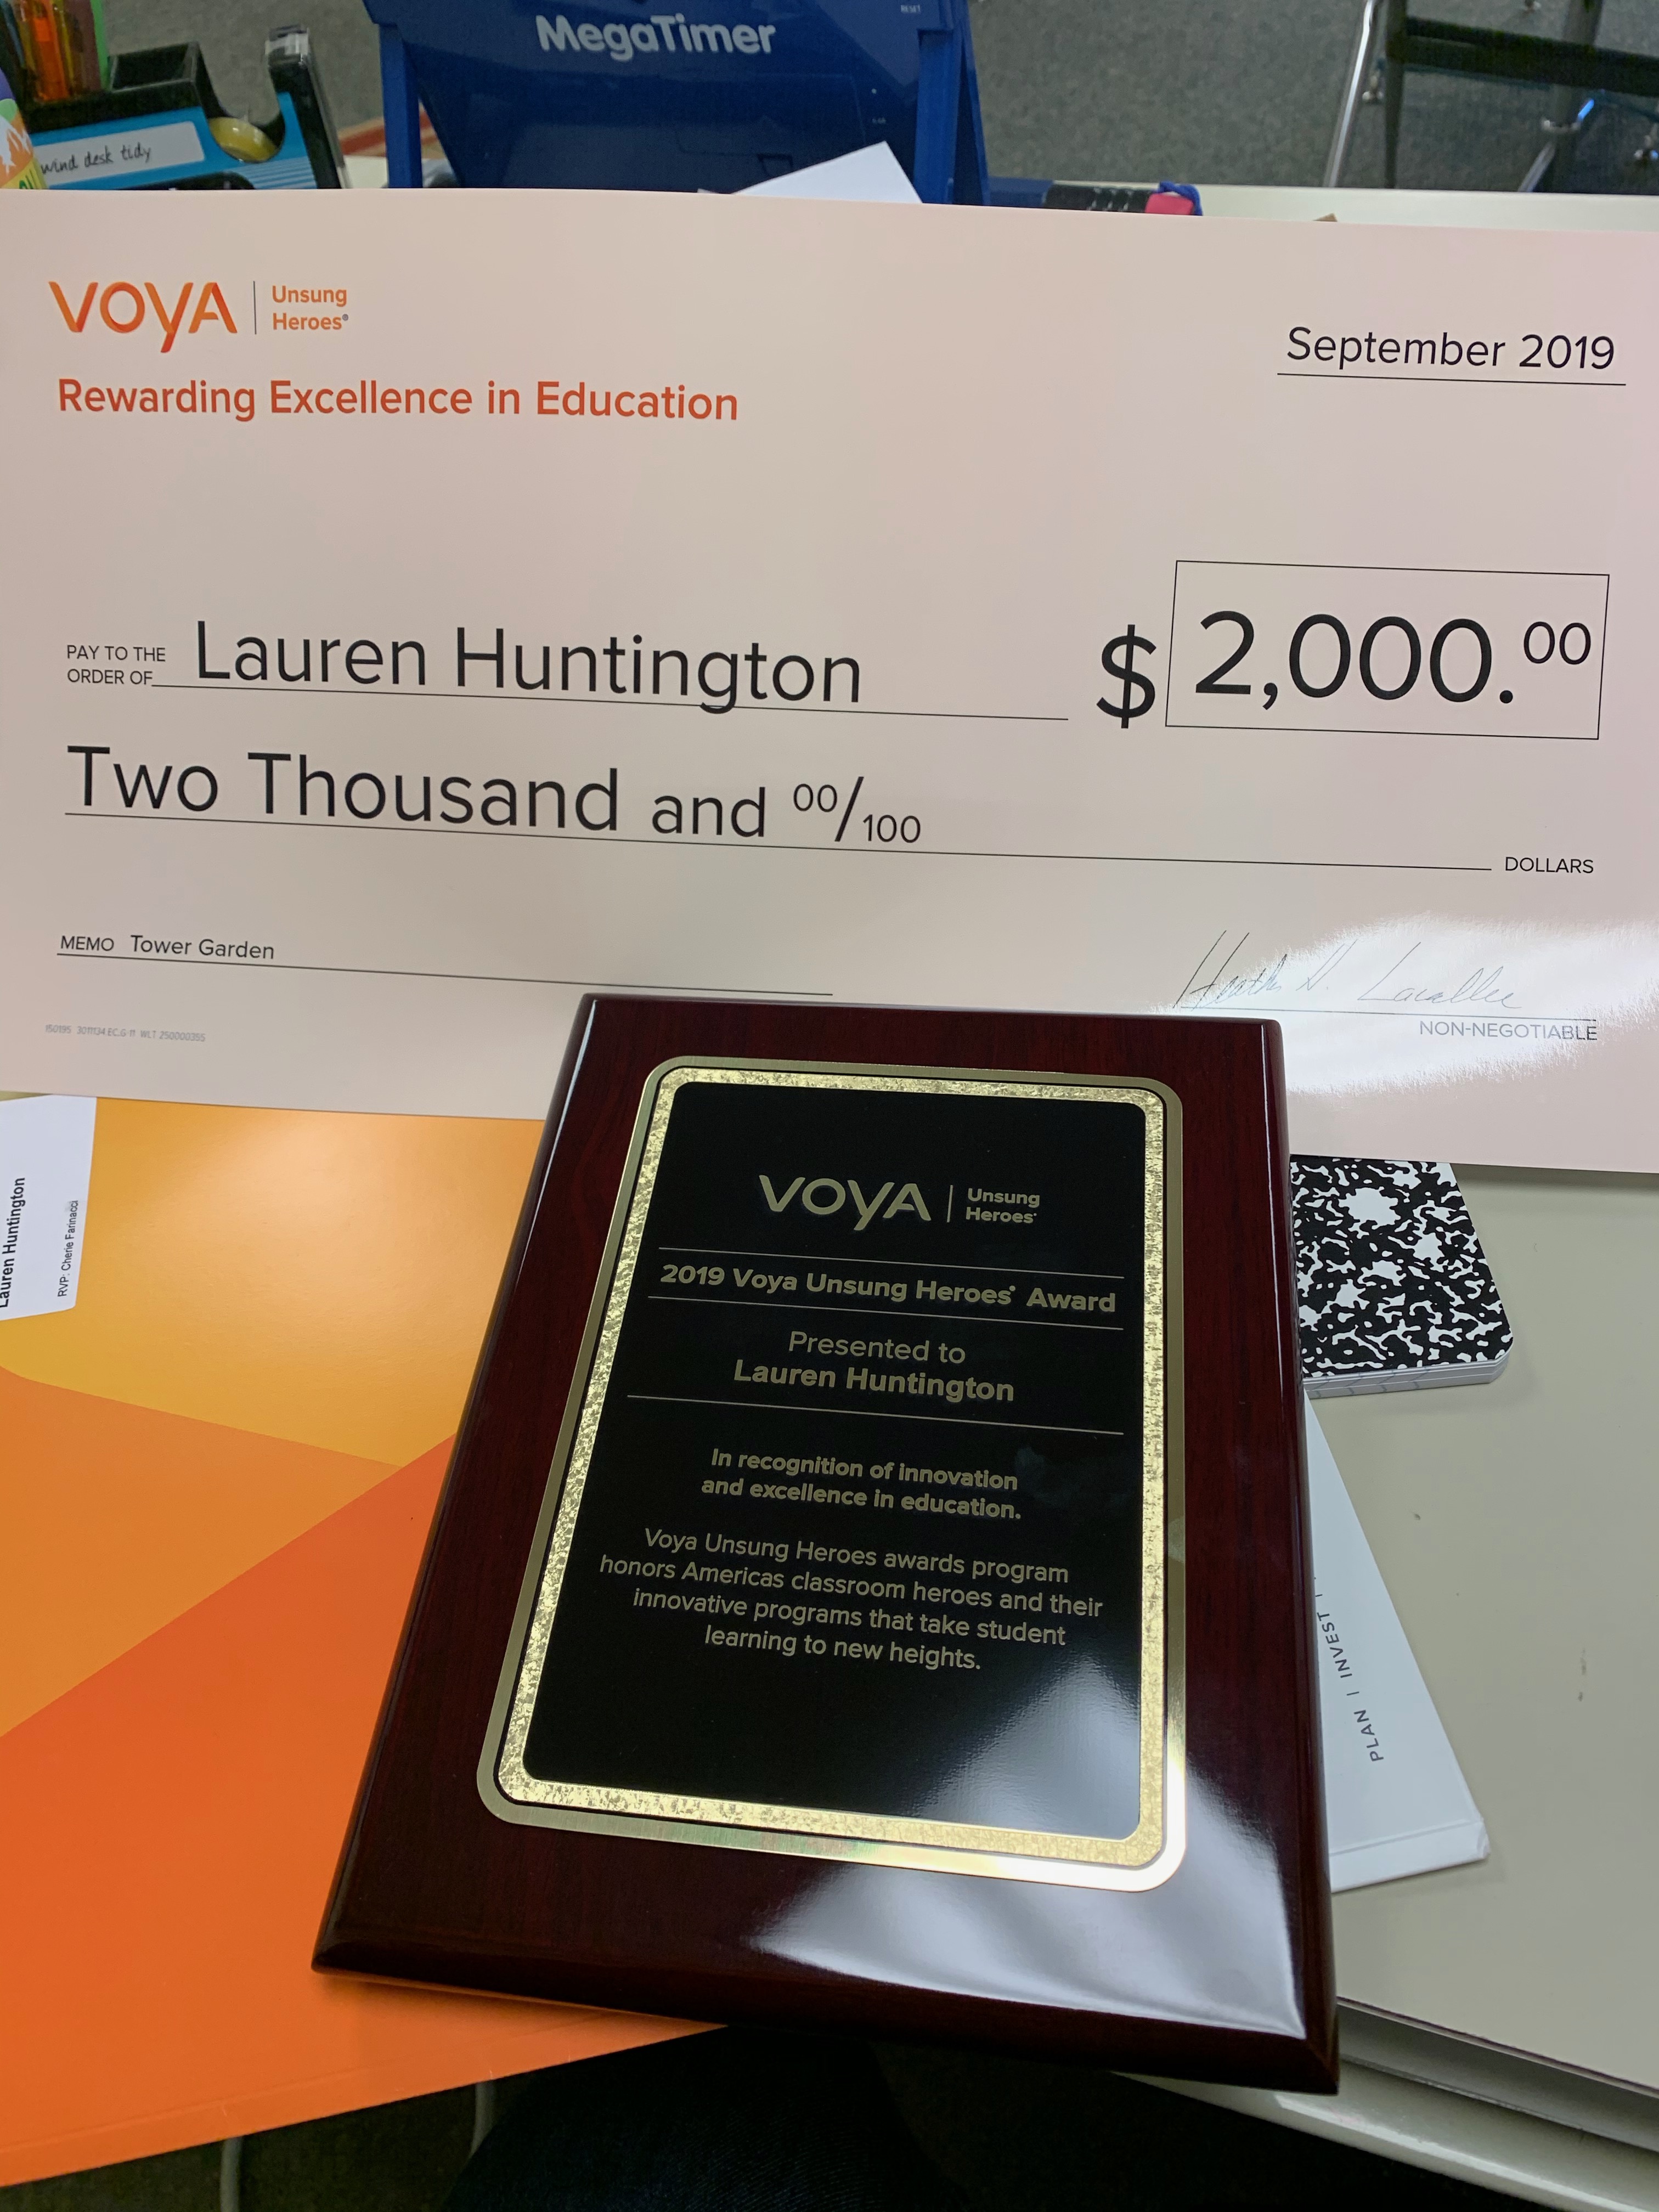 MegaTimer
RESET
wind desk tidy
VOYA | Unsung
Heroes®
Rewarding Excellence in Education
September 2019
PAY TO THE
ORDER OF Lauren Huntington
$ 2,000.00
Two Thousand and 00/100
DOLLARS
MEMO Tower Garden
NON-NEGOTIABLE
Lauren Huntington
RVP: Cherie Farinacci
VOYA | Unsung
Heroes
2019 Voya Unsung Heroes® Award
Presented to
Lauren Huntington
In recognition of innovation
and excellence in education.
Voya Unsung Heroes awards program
honors Americas classroom heroes and their
innovative programs that take student
learning to new heights.
PLAN | INVEST |